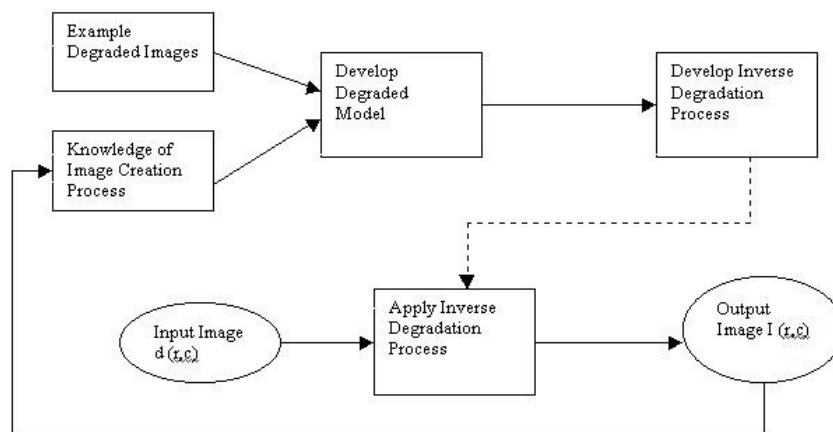 Example
Degraded Images
Develop
Degraded
Model
Develop Inverse
Degradation
Process
Knowledge of
Image Creation
Process
Input Image
d (r,c)
Apply Inverse
Degradation
Process
Output
Image I (r,c)